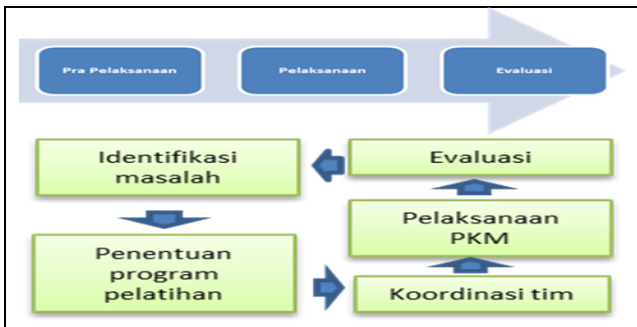 Pra Pelaksanaan
Pelaksanaan
Evaluasi
Identifikasi
masalah
Penentuan
program
pelatihan
Koordinasi tim
Pelaksanaan
PKM
Evaluasi